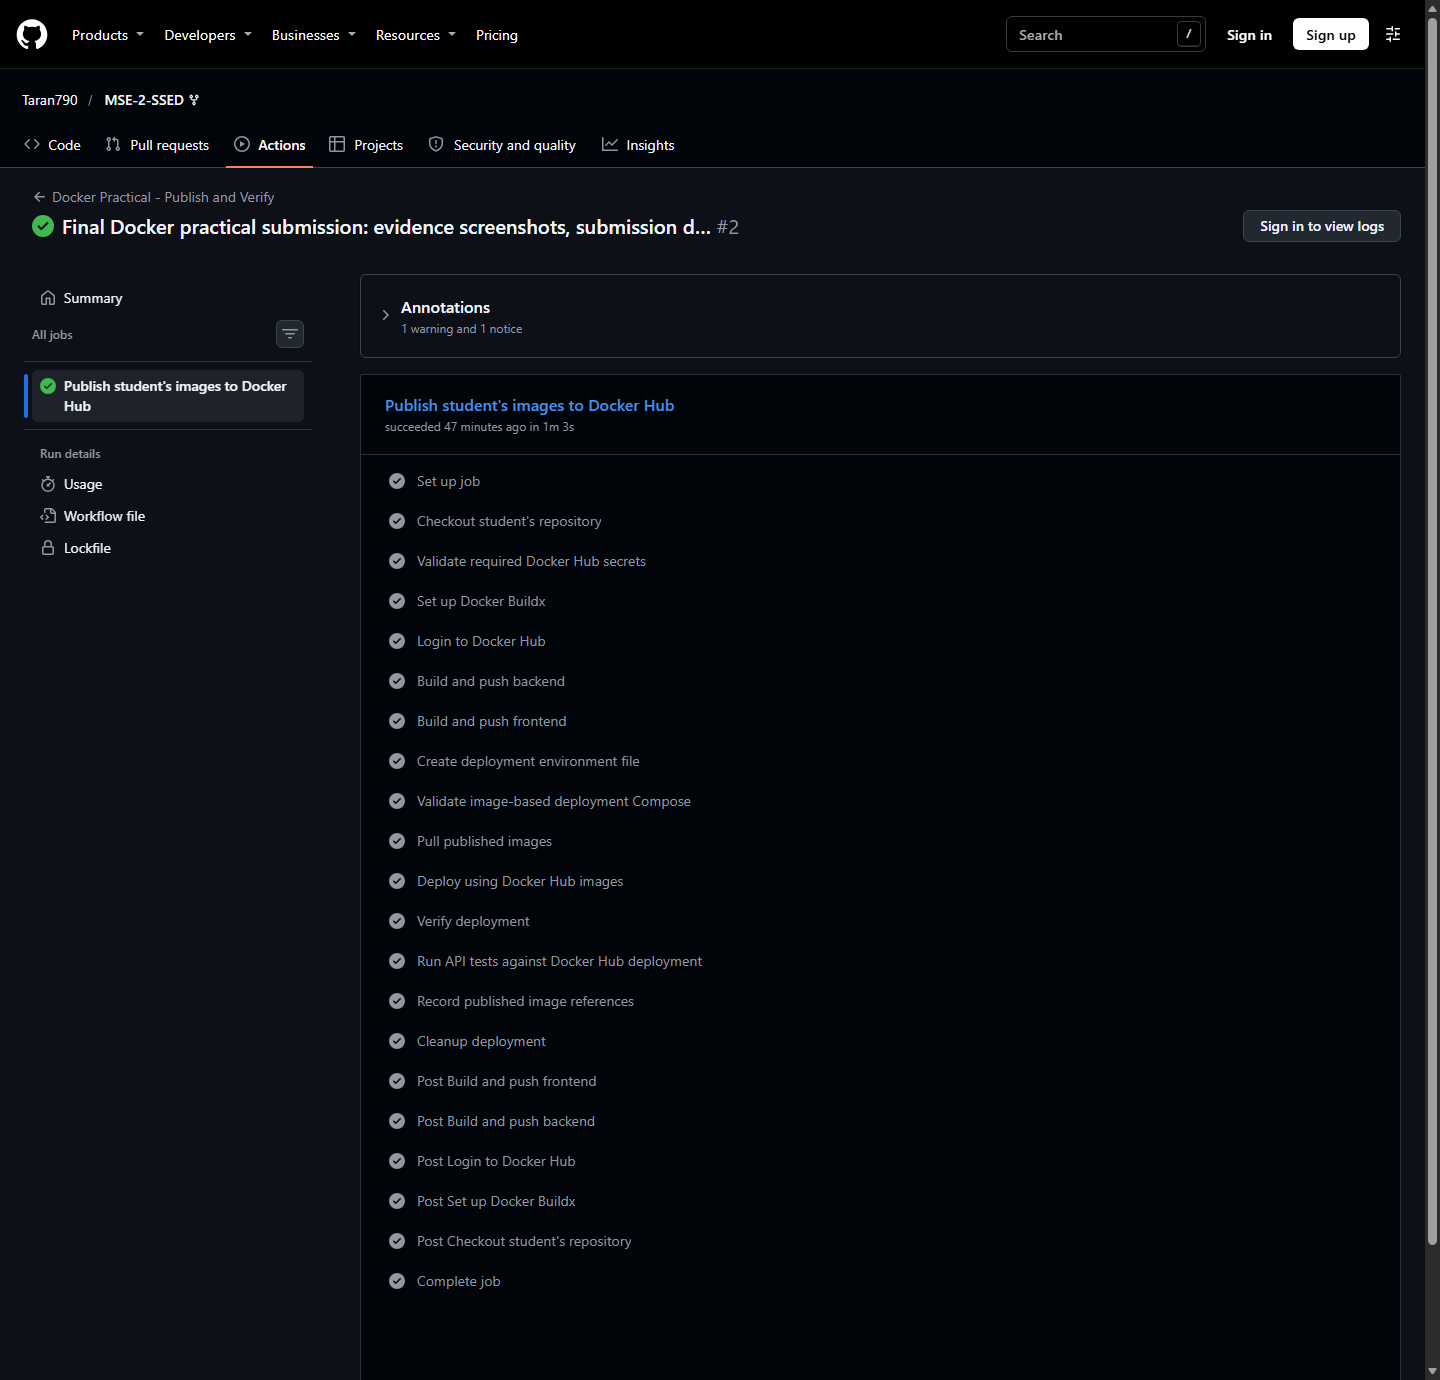 Products
Developers
Businesses
Resources
Pricing
Search
/
Sign in
Sign up
Taran790 / MSE-2-SSED
Code
Pull requests
Actions
Projects
Security and quality
Insights
Docker Practical - Publish and Verify
Final Docker practical submission: evidence screenshots, submission d... #2
Sign in to view logs
Summary
All jobs
Publish student's images to Docker
Hub
Run details
Usage
Workflow file
Lockfile
Annotations
1 warning and 1 notice
Publish student's images to Docker Hub
succeeded 47 minutes ago in 1m 3s
Set up job
Checkout student's repository
Validate required Docker Hub secrets
Set up Docker Buildx
Login to Docker Hub
Build and push backend
Build and push frontend
Create deployment environment file
Validate image-based deployment Compose
Pull published images
Deploy using Docker Hub images
Verify deployment
Run API tests against Docker Hub deployment
Record published image references
Cleanup deployment
Post Build and push frontend
Post Build and push backend
Post Login to Docker Hub
Post Set up Docker Buildx
Post Checkout student's repository
Complete job